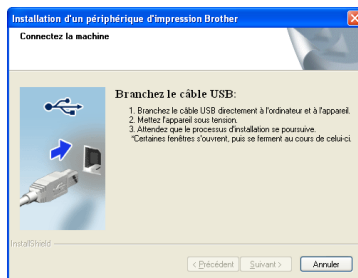 Installation d'un périphérique d'impression Brother
Connectez la machine
Branchez le câble USB:
1. Branchez le câble USB directement à l'ordinateur et à l'appareil.
2. Mettez l'appareil sous tension.
3. Attendez que le processus d'installation se poursuive.
*Certaines fenêtres s'ouvrent, puis se ferment au cours de celui-ci.
InstallShield
< Précédent
Suivant >
Annuler